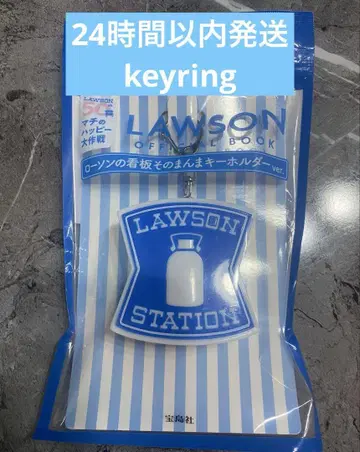 24時間以内発送
keyring
LAWSON
50th
マチの
ハッピー
大作戦
LAWSON
OFFICIAL BOOK
ローソンの看板そのまんまキーホルダーver.
LAWSON
STATION
宝島社